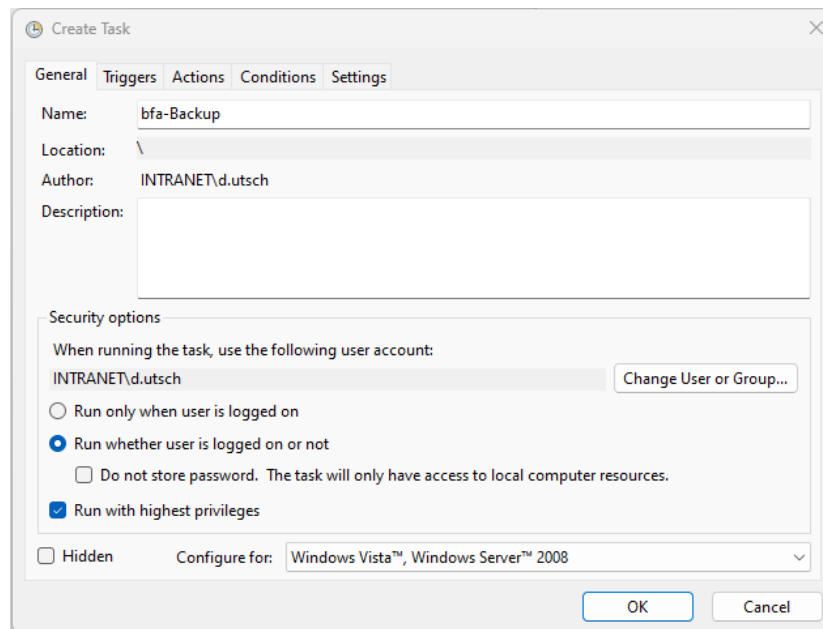 Create Task
General Triggers Actions Conditions Settings
Name: bfa-Backup
Location: \
Author: INTRANET\d.utsch
Description:
Security options
When running the task, use the following user account:
INTRANET\d.utsch Change User or Group...
Run only when user is logged on
Run whether user is logged on or not
Do not store password. The task will only have access to local computer resources.
Run with highest privileges
Hidden Configure for: Windows Vista™, Windows Server™ 2008
OK Cancel